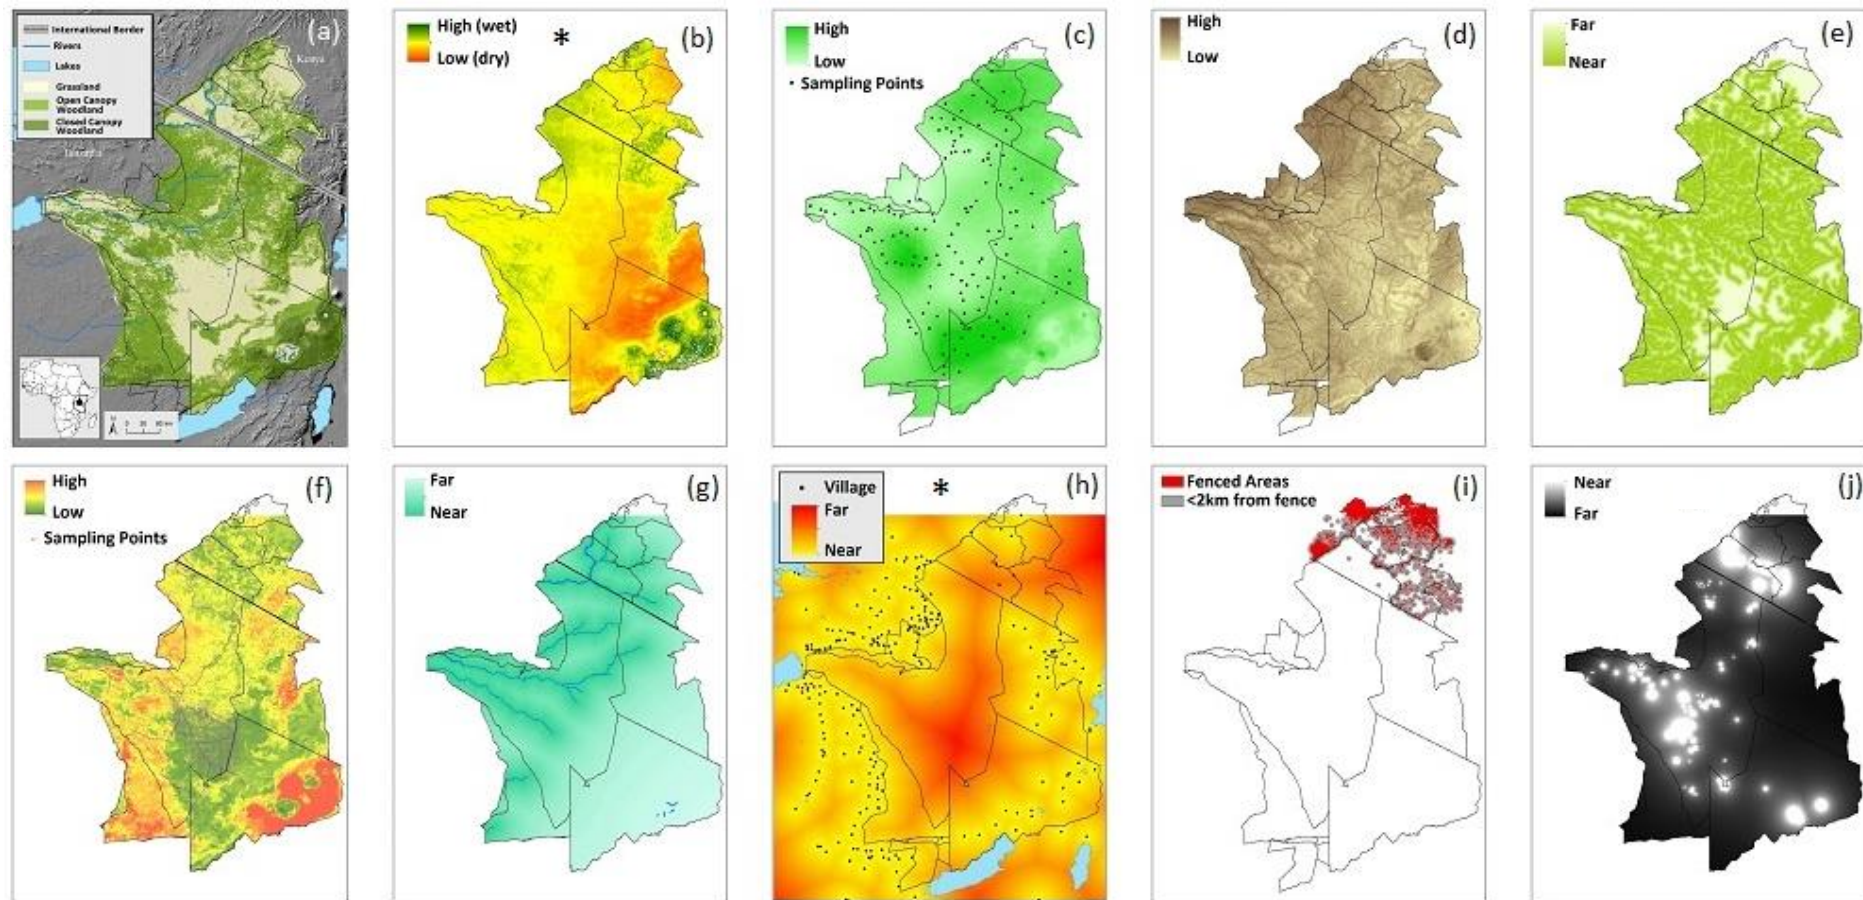 (a)
International Border
Rivers
Lakes
Grassland
Open Canopy
Woodland
Closed Canopy
Woodland
Kenya
N
(b)
High (wet)
Low (dry)
*
(c)
High
Low
Sampling Points
(d)
High
Low
(e)
Far
Near
(f)
High
Low
Sampling Points
(g)
Far
Near
(h)
Village
Far
Near
*
(i)
Fenced Areas
<2km from fence
(j)
Near
Far